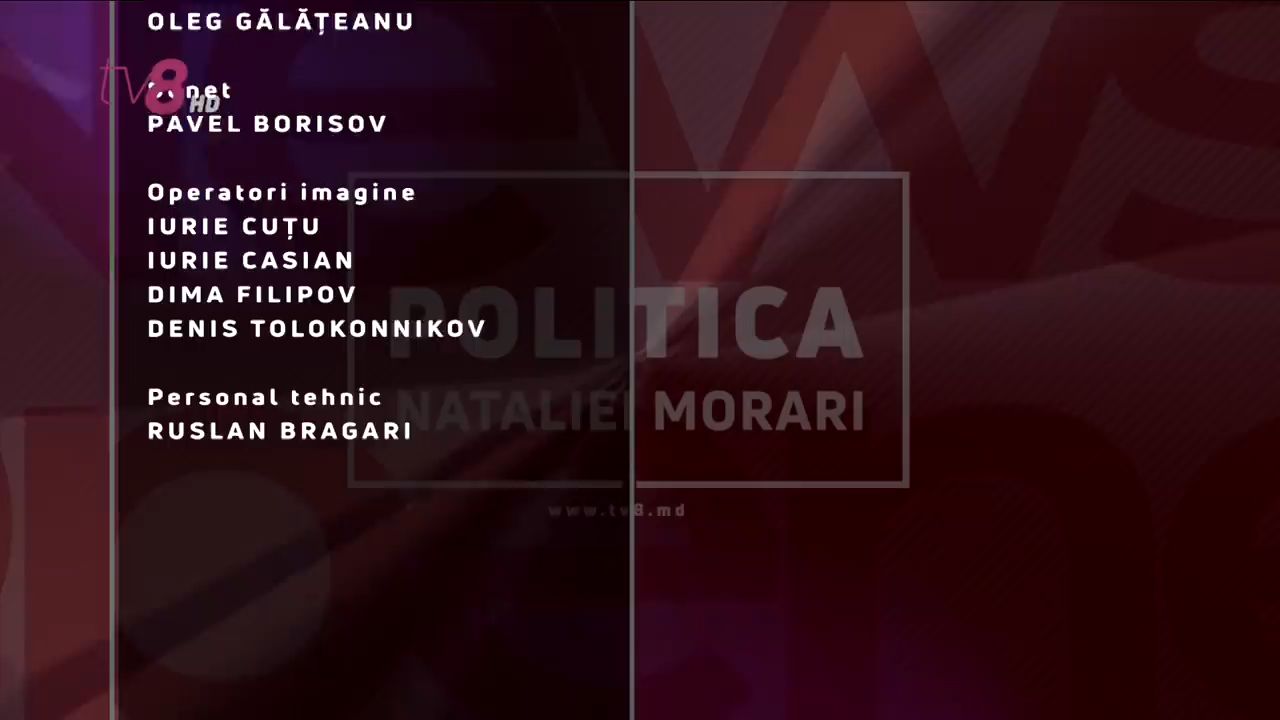 OLEG GĂLĂȚEANU
tv8 HD
PAVEL BORISOV
Operatori imagine
IURIE CUȚU
IURIE CASIAN
DIMA FILIPOV
DENIS TOLOKONNIKOV
Personal tehnic
RUSLAN BRAGARI
POLITICA
NATALIEI MORARI
www.tv8.md